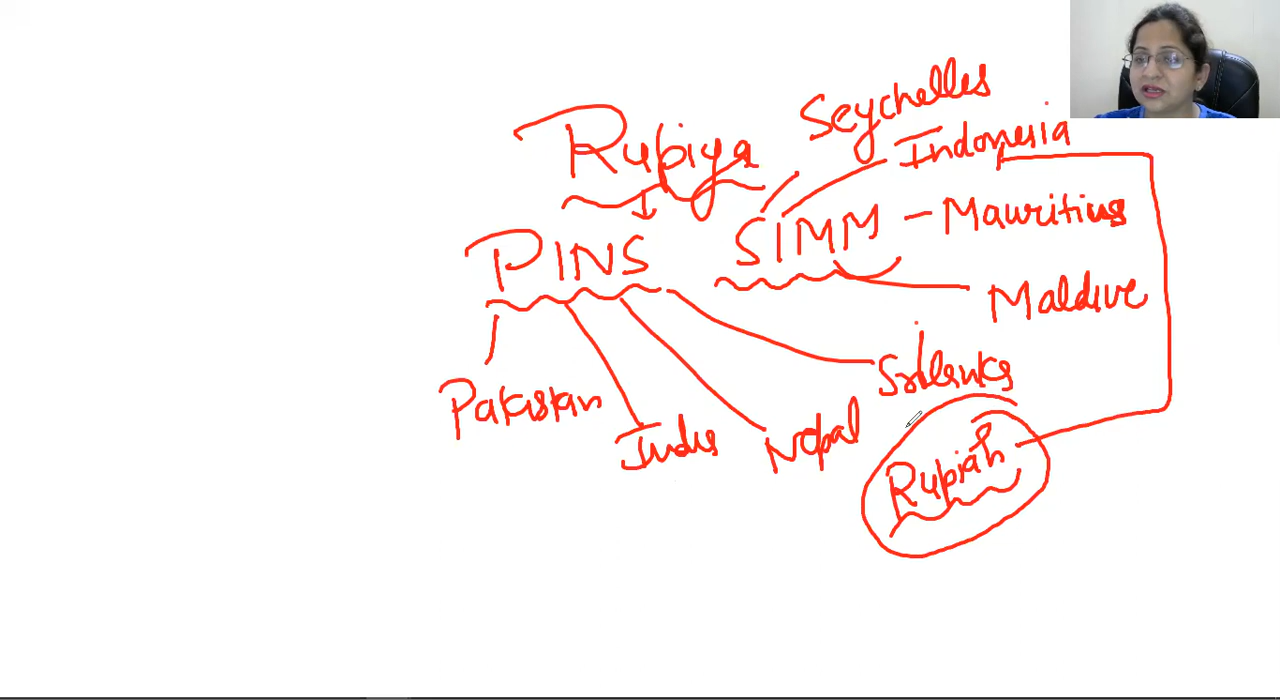 Seychelles
Rupiya
Indonesia
PINS
SIMM - Mauritius
Maldive
Srilanka
Pakistan
India
Nepal
Rupiah